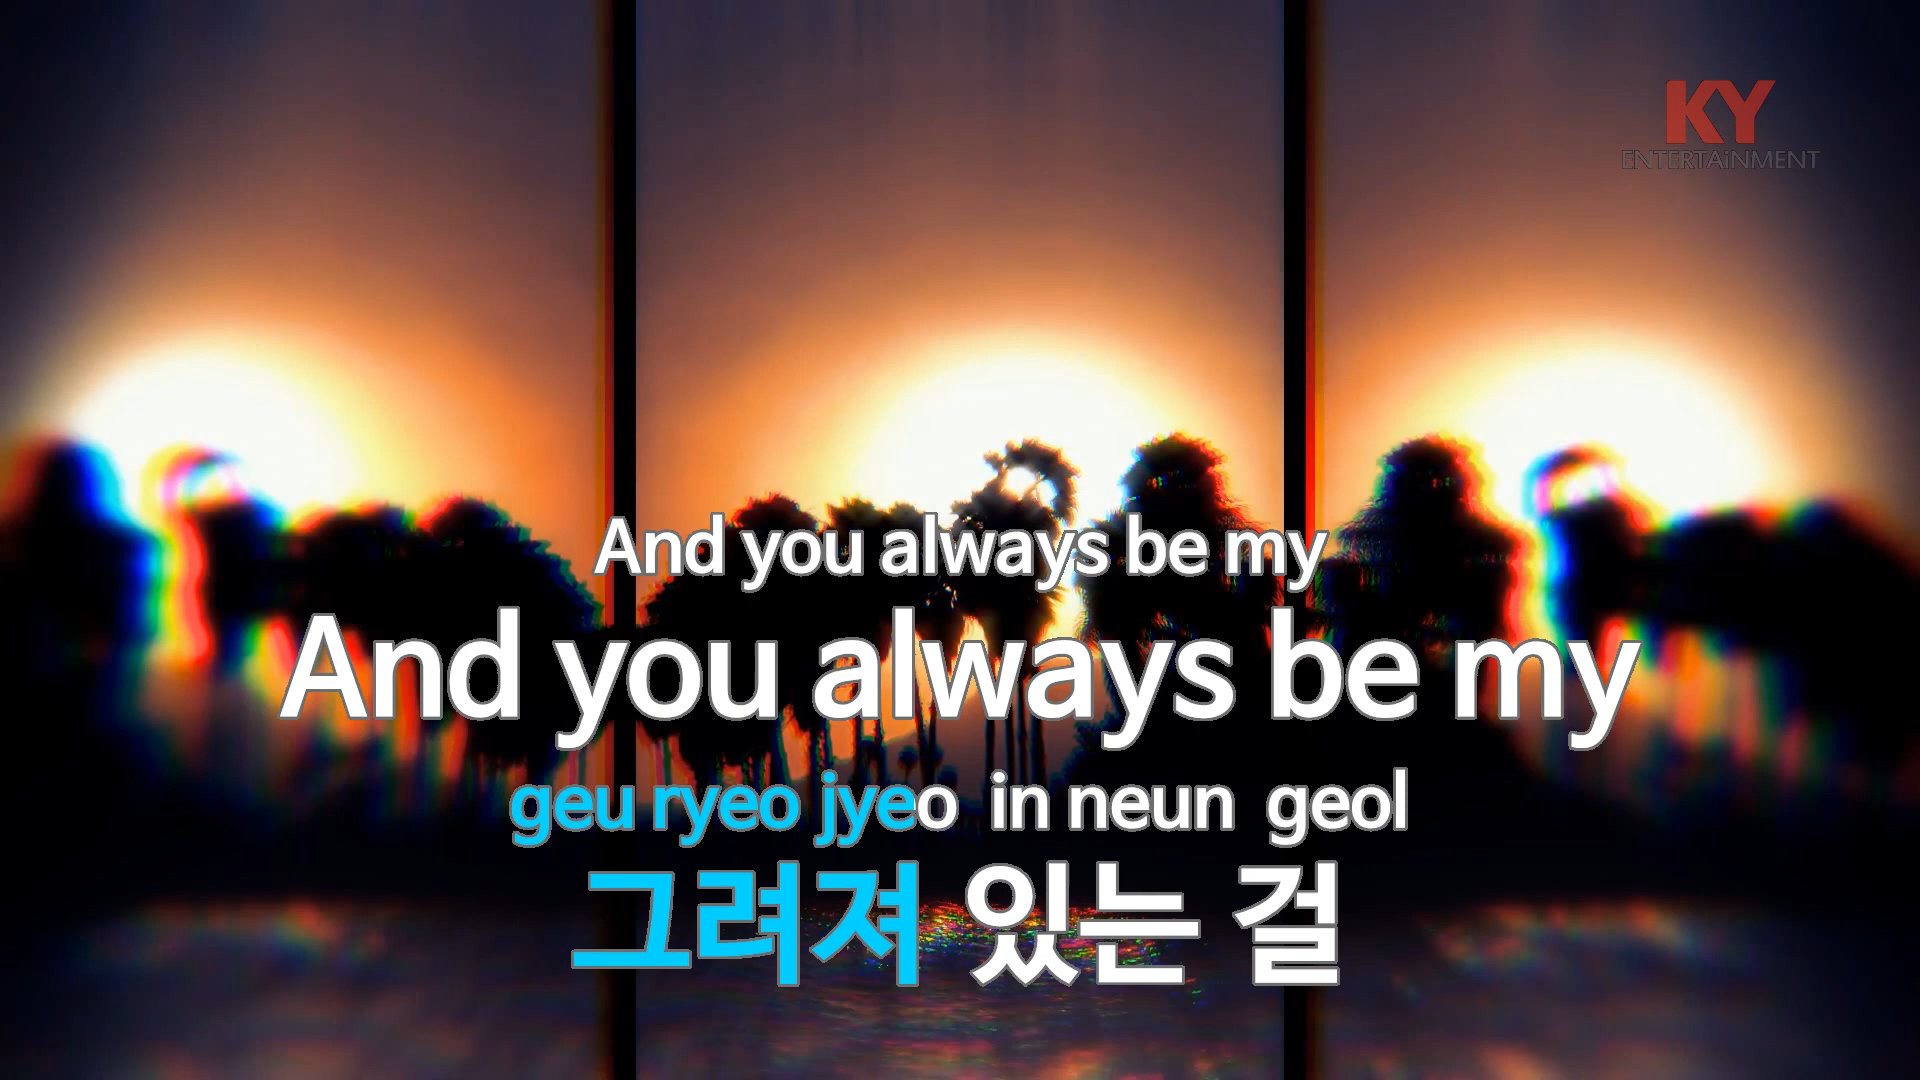 KY
ENTERTAiNMENT
And you always be my
And you always be my
geu ryeo jyeo in neun geol
그려져 있는 걸